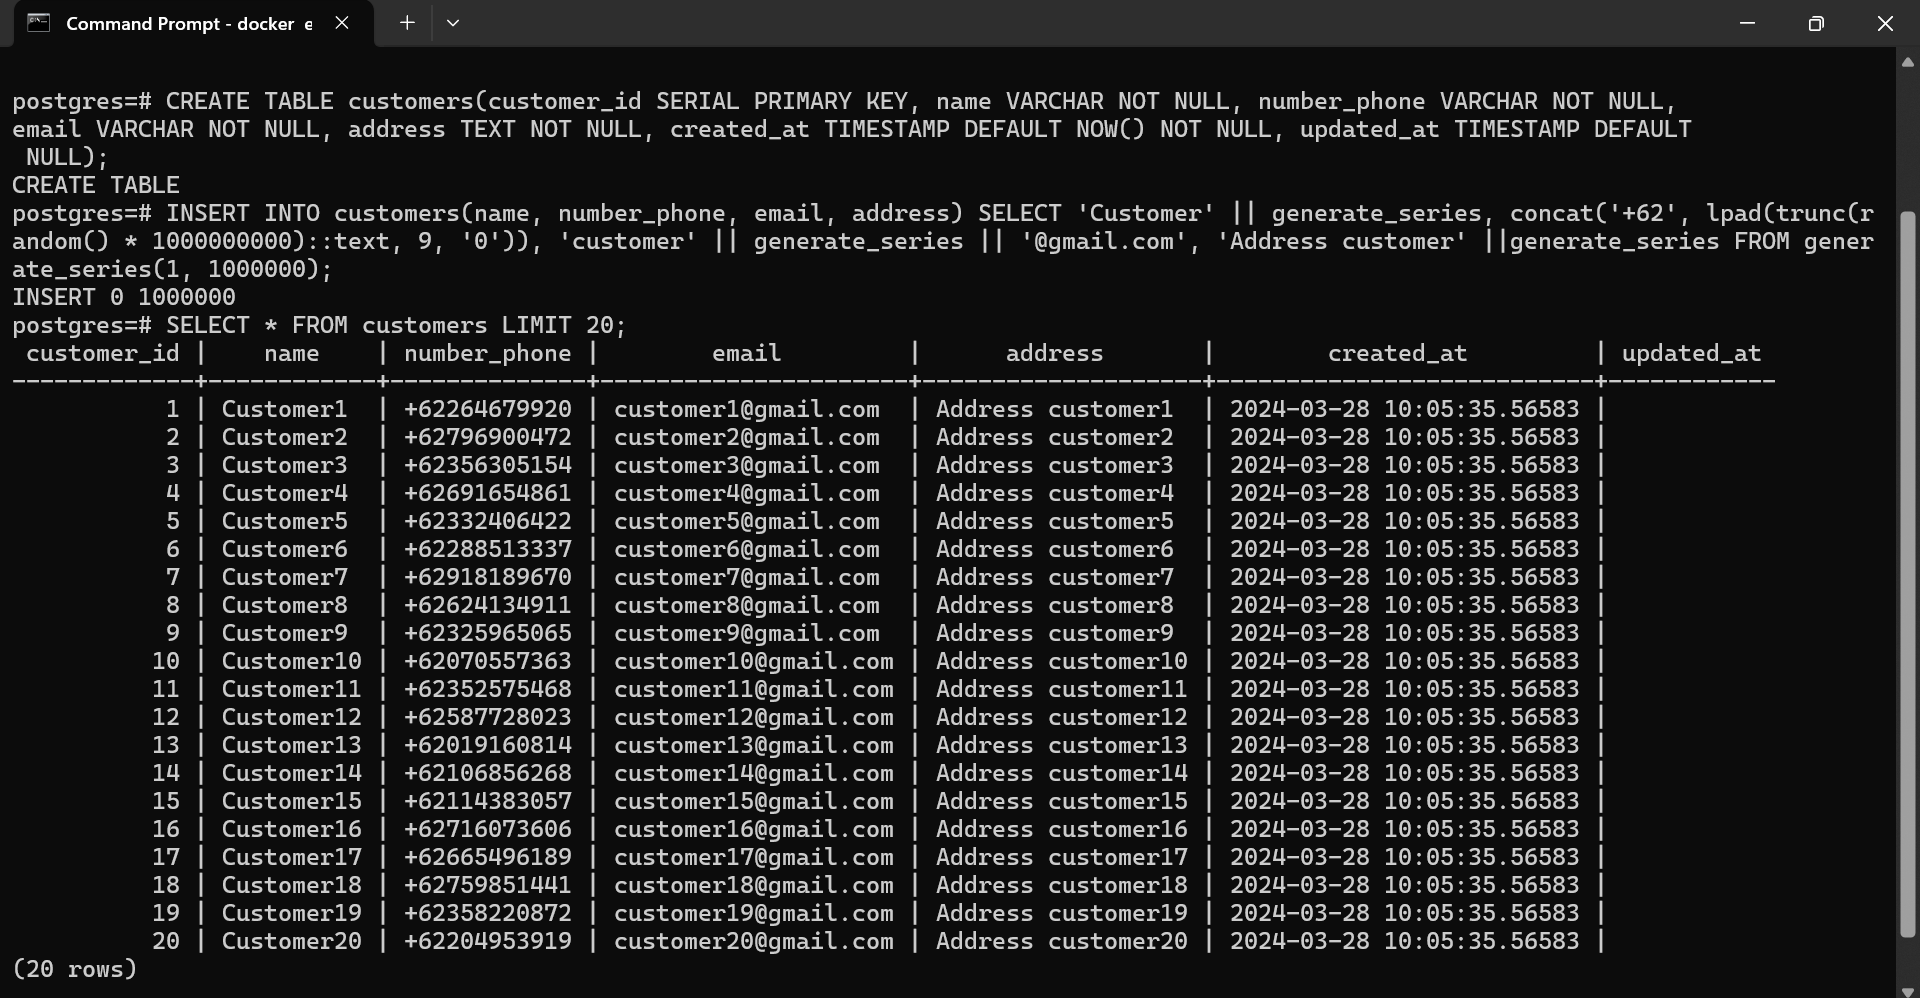 Command Prompt - docker e
postgres=# CREATE TABLE customers(customer_id SERIAL PRIMARY KEY, name VARCHAR NOT NULL, number_phone VARCHAR NOT NULL,
email VARCHAR NOT NULL, address TEXT NOT NULL, created_at TIMESTAMP DEFAULT NOW() NOT NULL, updated_at TIMESTAMP DEFAULT
 NULL);
CREATE TABLE
postgres=# INSERT INTO customers(name, number_phone, email, address) SELECT 'Customer' || generate_series, concat('+62', lpad(trunc(r
andom() * 1000000000)::text, 9, '0')), 'customer' || generate_series || '@gmail.com', 'Address customer' ||generate_series FROM gener
ate_series(1, 1000000);
INSERT 0 1000000
postgres=# SELECT * FROM customers LIMIT 20;
 customer_id |    name    | number_phone |        email         |      address       |        created_at         | updated_at
-------------+------------+--------------+----------------------+--------------------+---------------------------+------------
           1 | Customer1  | +62264679920 | customer1@gmail.com  | Address customer1  | 2024-03-28 10:05:35.56583 |
           2 | Customer2  | +62796900472 | customer2@gmail.com  | Address customer2  | 2024-03-28 10:05:35.56583 |
           3 | Customer3  | +62356305154 | customer3@gmail.com  | Address customer3  | 2024-03-28 10:05:35.56583 |
           4 | Customer4  | +62691654861 | customer4@gmail.com  | Address customer4  | 2024-03-28 10:05:35.56583 |
           5 | Customer5  | +62332406422 | customer5@gmail.com  | Address customer5  | 2024-03-28 10:05:35.56583 |
           6 | Customer6  | +62288513337 | customer6@gmail.com  | Address customer6  | 2024-03-28 10:05:35.56583 |
           7 | Customer7  | +62918189670 | customer7@gmail.com  | Address customer7  | 2024-03-28 10:05:35.56583 |
           8 | Customer8  | +62624134911 | customer8@gmail.com  | Address customer8  | 2024-03-28 10:05:35.56583 |
           9 | Customer9  | +62325965065 | customer9@gmail.com  | Address customer9  | 2024-03-28 10:05:35.56583 |
          10 | Customer10 | +62070557363 | customer10@gmail.com | Address customer10 | 2024-03-28 10:05:35.56583 |
          11 | Customer11 | +62352575468 | customer11@gmail.com | Address customer11 | 2024-03-28 10:05:35.56583 |
          12 | Customer12 | +62587728023 | customer12@gmail.com | Address customer12 | 2024-03-28 10:05:35.56583 |
          13 | Customer13 | +62019160814 | customer13@gmail.com | Address customer13 | 2024-03-28 10:05:35.56583 |
          14 | Customer14 | +62106856268 | customer14@gmail.com | Address customer14 | 2024-03-28 10:05:35.56583 |
          15 | Customer15 | +62114383057 | customer15@gmail.com | Address customer15 | 2024-03-28 10:05:35.56583 |
          16 | Customer16 | +62716073606 | customer16@gmail.com | Address customer16 | 2024-03-28 10:05:35.56583 |
          17 | Customer17 | +62665496189 | customer17@gmail.com | Address customer17 | 2024-03-28 10:05:35.56583 |
          18 | Customer18 | +62759851441 | customer18@gmail.com | Address customer18 | 2024-03-28 10:05:35.56583 |
          19 | Customer19 | +62358220872 | customer19@gmail.com | Address customer19 | 2024-03-28 10:05:35.56583 |
          20 | Customer20 | +62204953919 | customer20@gmail.com | Address customer20 | 2024-03-28 10:05:35.56583 |
(20 rows)